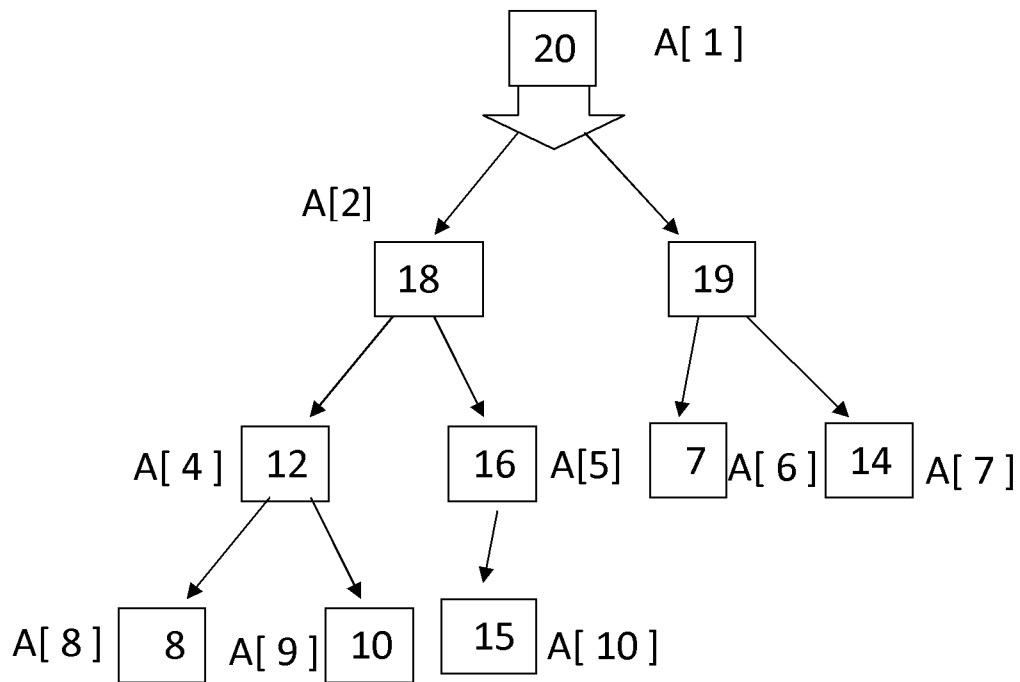 20 A[ 1 ]
A[2]
18 19
A[ 4 ] 12 16 A[5] 7 A[ 6 ] 14 A[ 7 ]
A[ 8 ] 8 A[ 9 ] 10 15 A[ 10 ]